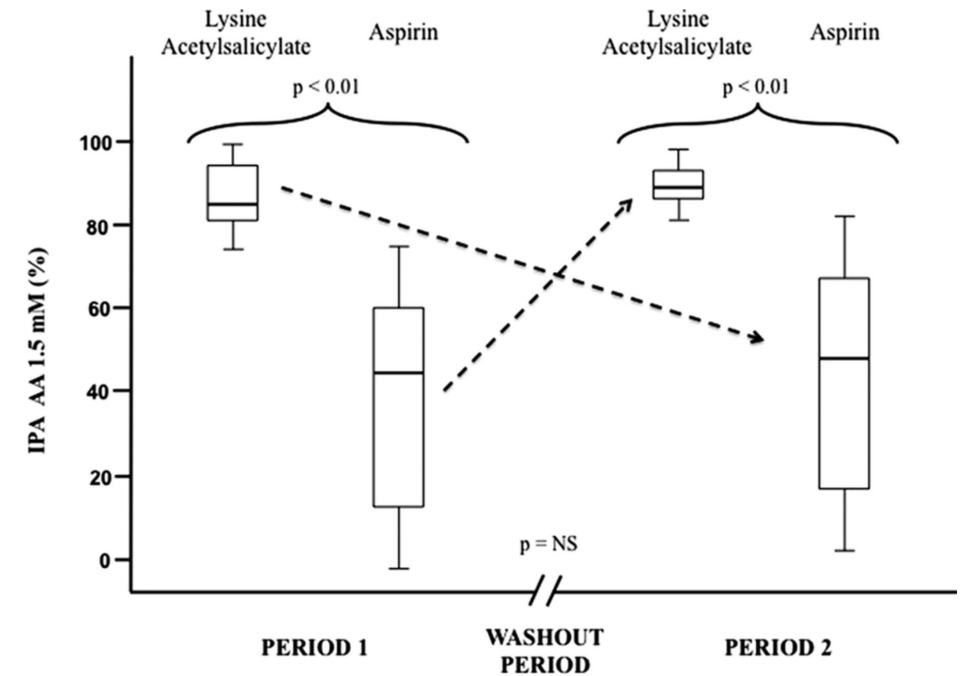 Lysine
Acetylsalicylate
Aspirin
Lysine
Acetylsalicylate
Aspirin
p < 0.01
p < 0.01
100
80
60
40
20
0
IPA AA 1.5 mM (%)
p = NS
PERIOD 1
WASHOUT
PERIOD
PERIOD 2